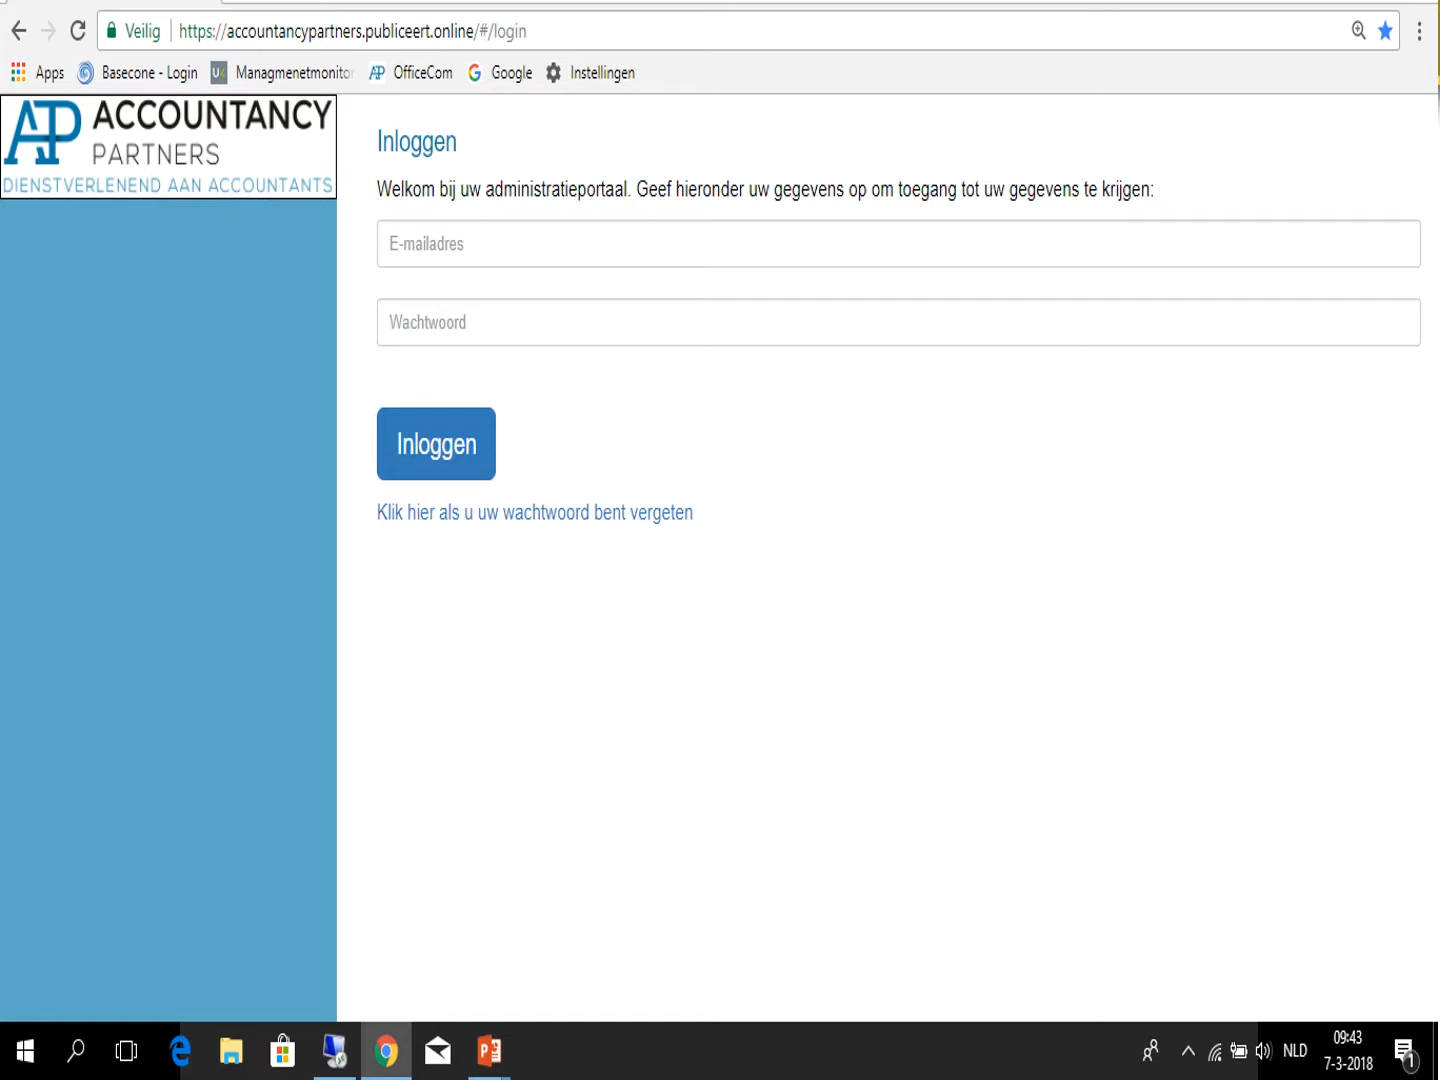 Veilig https://accountancypartners.publiceert.online/#/login
Apps Basecone - Login Managmenetmonitor OfficeCom Google Instellingen
AP ACCOUNTANCY
PARTNERS
DIENSTVERLENEND AAN ACCOUNTANTS
Inloggen
Welkom bij uw administratieportaal. Geef hieronder uw gegevens op om toegang tot uw gegevens te krijgen:
E-mailadres
Wachtwoord
Inloggen
Klik hier als u uw wachtwoord bent vergeten
NLD
09:43
7-3-2018
1